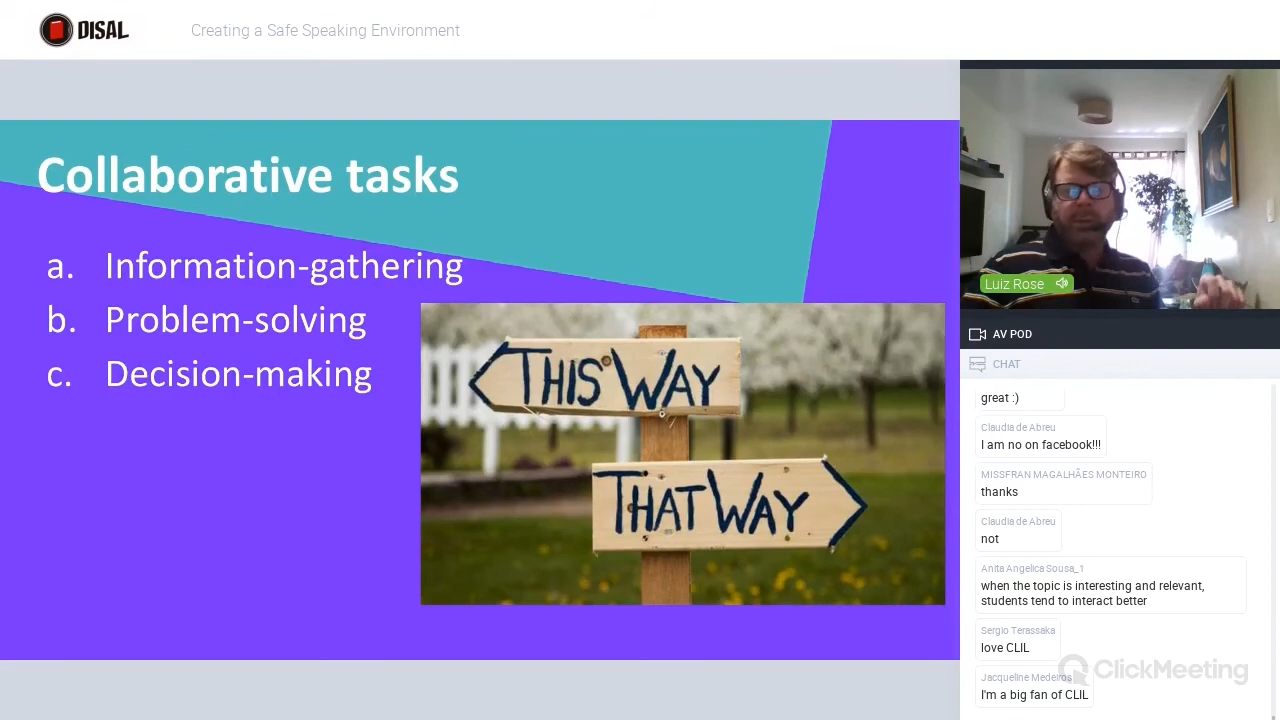 DISAL
Creating a Safe Speaking Environment
Collaborative tasks
a. Information-gathering
b. Problem-solving
c. Decision-making
THIS WAY
THAT WAY
Luiz Rose
AV POD
CHAT
great :)
Claudia de Abreu
I am no on facebook!!!
MISSFRAN MAGALHÃES MONTEIRO
thanks
Claudia de Abreu
not
Anita Angelica Sousa_1
when the topic is interesting and relevant,
students tend to interact better
Sergio Terassaka
love CLIL
Jacqueline Medeiros
I'm a big fan of CLIL
ClickMeeting